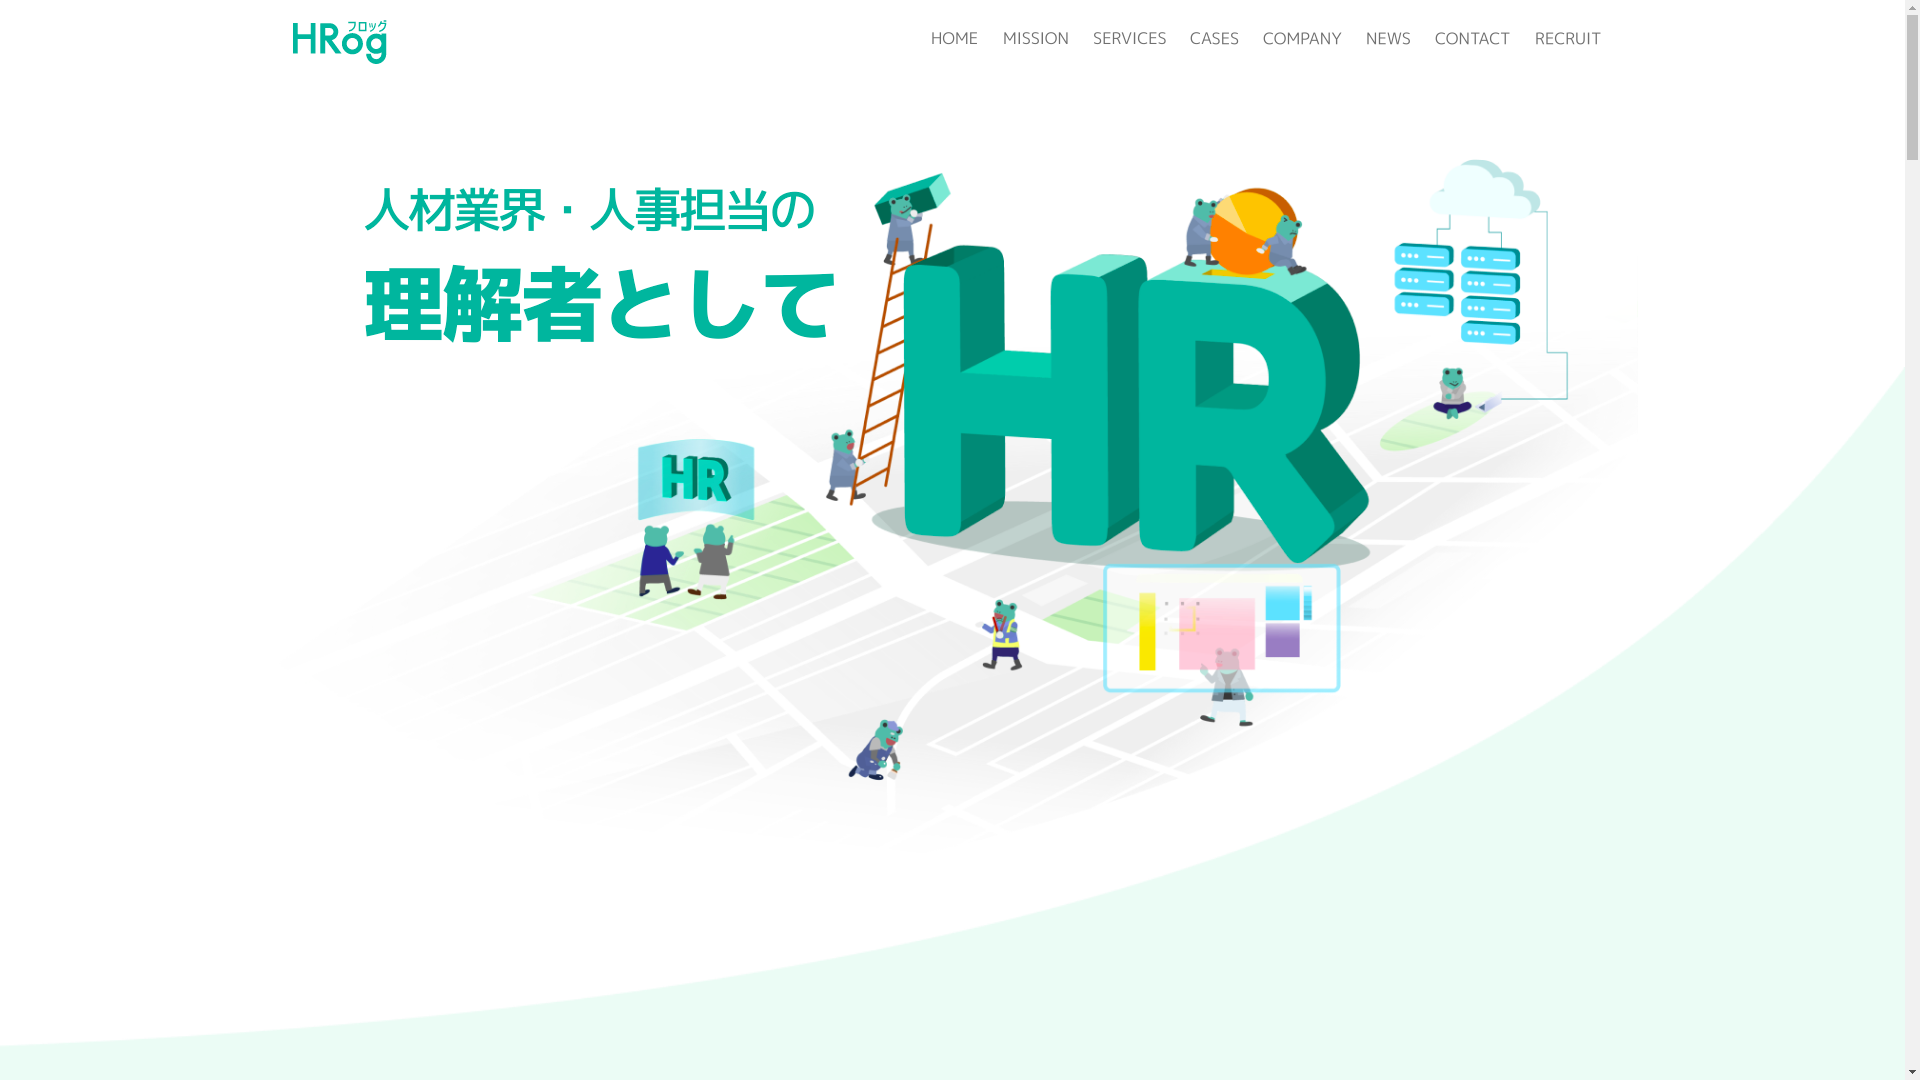 フロッグ
HRog
HOME MISSION SERVICES CASES COMPANY NEWS CONTACT RECRUIT
人材業界・人事担当の
理解者として
HR
HR